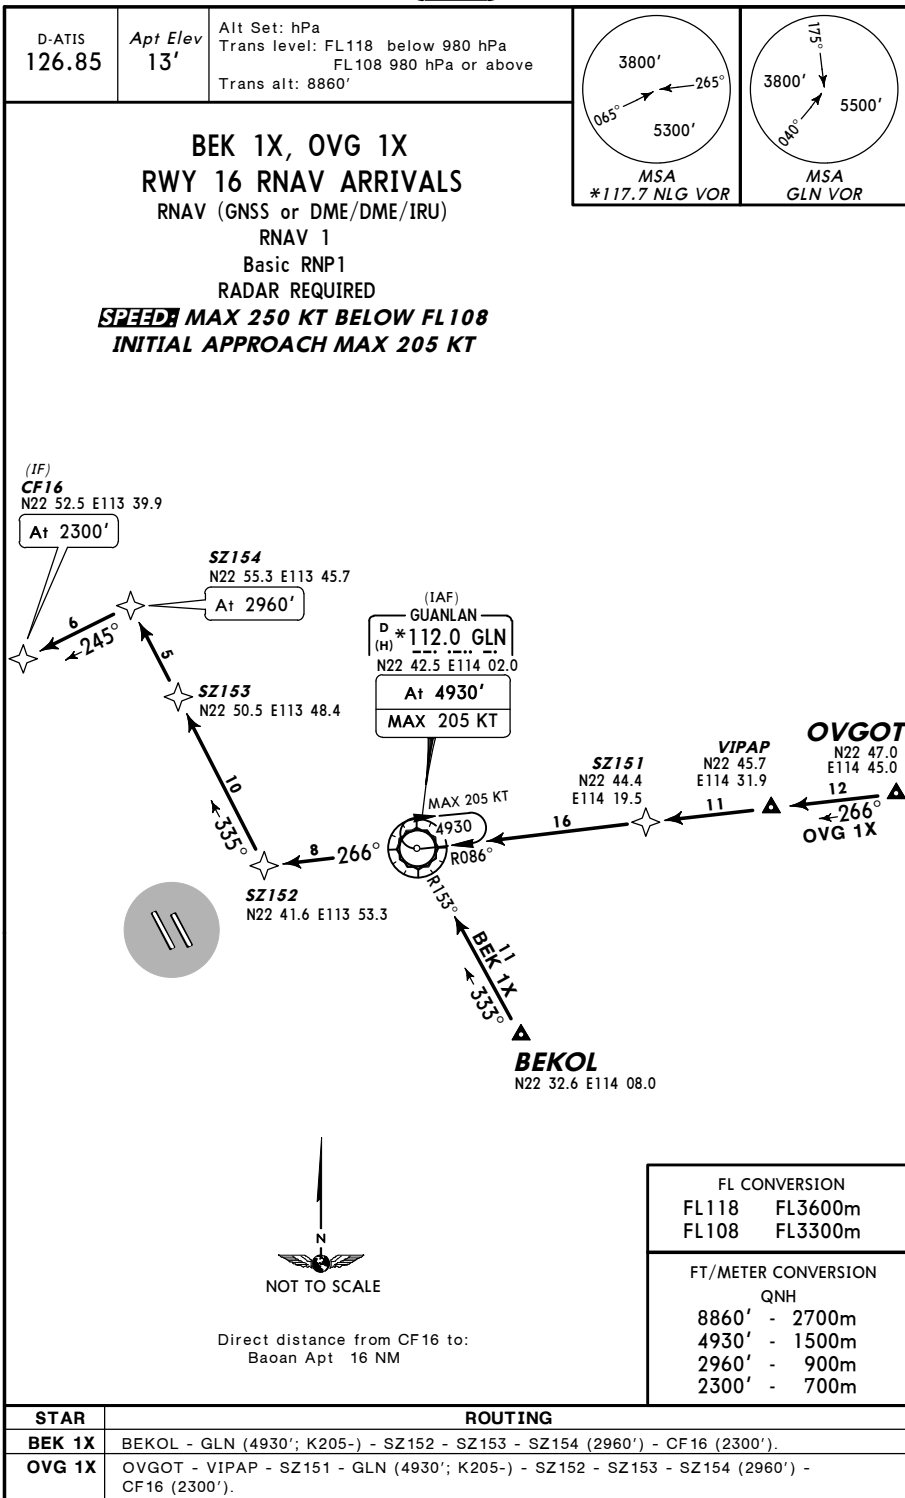 D-ATIS
126.85
Apt Elev
13'
Alt Set: hPa
Trans level: FL118 below 980 hPa
FL108 980 hPa or above
Trans alt: 8860'
3800'
265°
065°
5300'
MSA
*117.7 NLG VOR
175°
3800'
5500'
040°
MSA
GLN VOR
BEK 1X, OVG 1X
RWY 16 RNAV ARRIVALS
RNAV (GNSS or DME/DME/IRU)
RNAV 1
Basic RNP1
RADAR REQUIRED
SPEED: MAX 250 KT BELOW FL108
INITIAL APPROACH MAX 205 KT
(IF)
CF16
N22 52.5 E113 39.9
At 2300'
SZ154
N22 55.3 E113 45.7
At 2960'
6
245°
5
SZ153
N22 50.5 E113 48.4
10
335°
(IAF)
GUANLAN
D
(H)
*112.0 GLN
N22 42.5 E114 02.0
At 4930'
MAX 205 KT
MAX 205 KT
4930
R086°
R153°
8
266°
SZ152
N22 41.6 E113 53.3
16
SZ151
N22 44.4
E114 19.5
11
VIPAP
N22 45.7
E114 31.9
12
OVGOT
N22 47.0
E114 45.0
266°
OVG 1X
11
BEK 1X
333°
BEKOL
N22 32.6 E114 08.0
N
NOT TO SCALE
Direct distance from CF16 to:
Baoan Apt 16 NM
FL CONVERSION
FL118 FL3600m
FL108 FL3300m
FT/METER CONVERSION
QNH
8860' - 2700m
4930' - 1500m
2960' - 900m
2300' - 700m
STAR ROUTING
BEK 1X BEKOL - GLN (4930'; K205-) - SZ152 - SZ153 - SZ154 (2960') - CF16 (2300').
OVG 1X OVGOT - VIPAP - SZ151 - GLN (4930'; K205-) - SZ152 - SZ153 - SZ154 (2960') -
CF16 (2300').